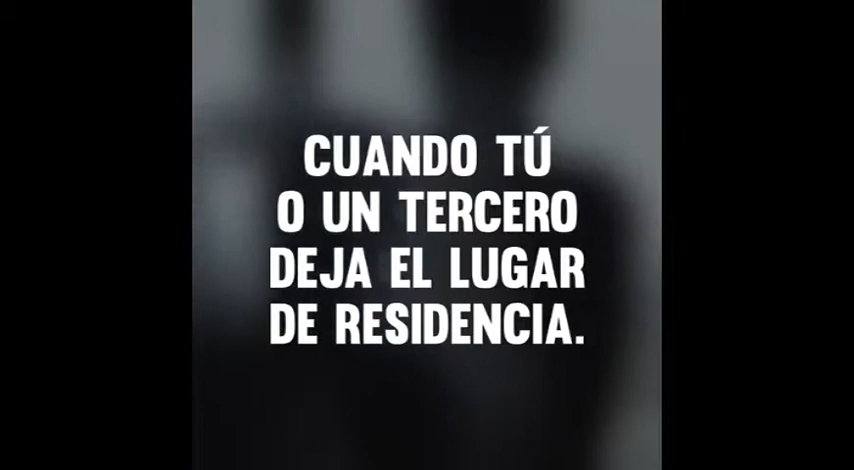 CUANDO TÚ
O UN TERCERO
DEJA EL LUGAR
DE RESIDENCIA.